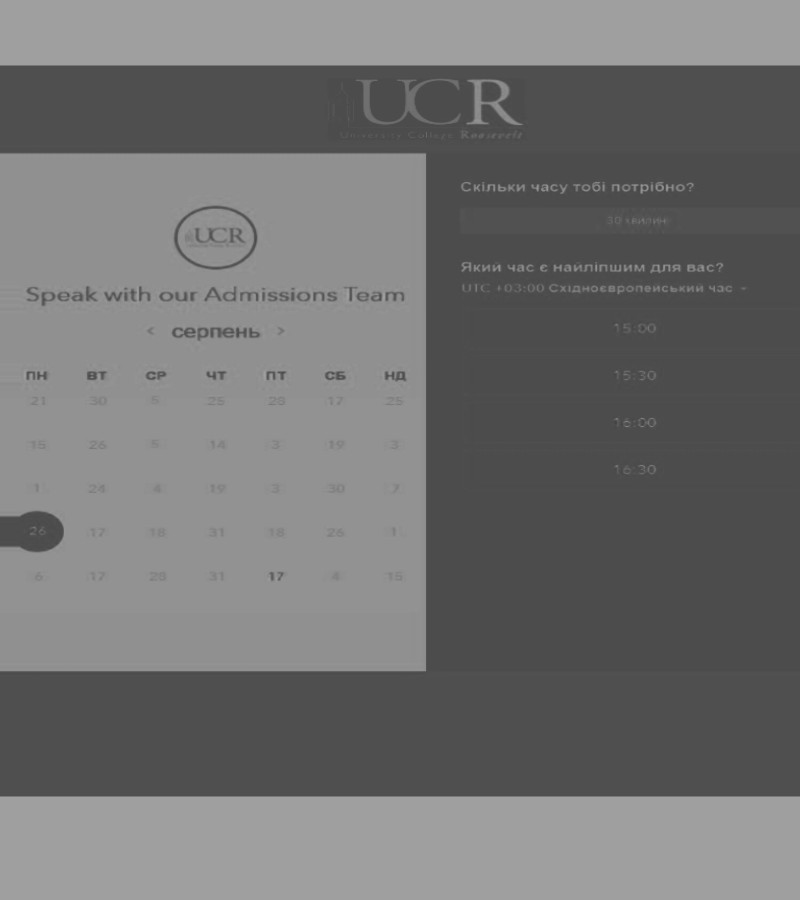 UCR
University College Roosevelt
UCR
Speak with our Admissions Team
< серпень >
ПН ВТ СР ЧТ ПТ СБ НД
21 30 5 25 28 17 25
15 26 5 14 3 19 3
1 24 4 19 3 30 7
26 17 18 31 18 26 1
6 17 28 31 17 4 15
Скільки часу тобі потрібно?
30 хвилин
Який час є найліпшим для вас?
UTC +03:00 Східноєвропейський час
15:00
15:30
16:00
16:30